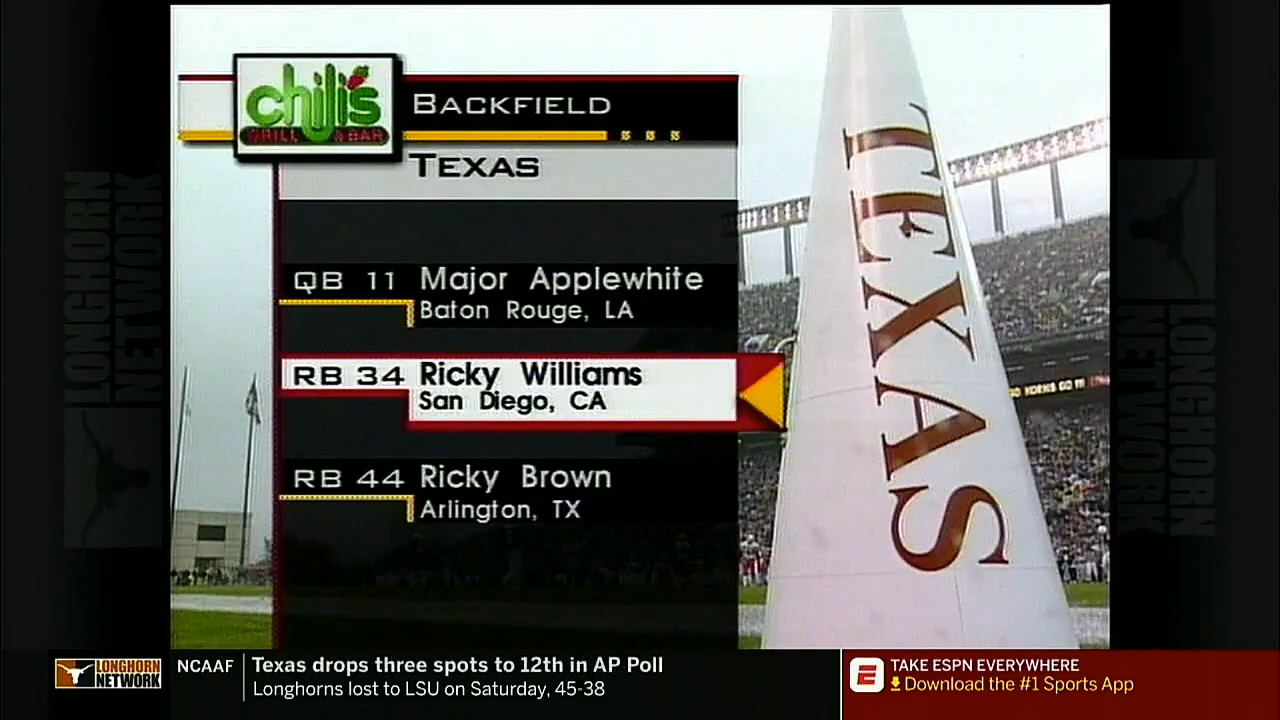 chili's
GRILL & BAR
BACKFIELD
TEXAS
QB 11 Major Applewhite
Baton Rouge, LA
RB 34 Ricky Williams
San Diego, CA
RB 44 Ricky Brown
Arlington, TX
TEXAS
LONGHORN
NETWORK
LONGHORN
NETWORK
LONGHORN
NETWORK
NCAAF
Texas drops three spots to 12th in AP Poll
Longhorns lost to LSU on Saturday, 45-38
TAKE ESPN EVERYWHERE
Download the #1 Sports App